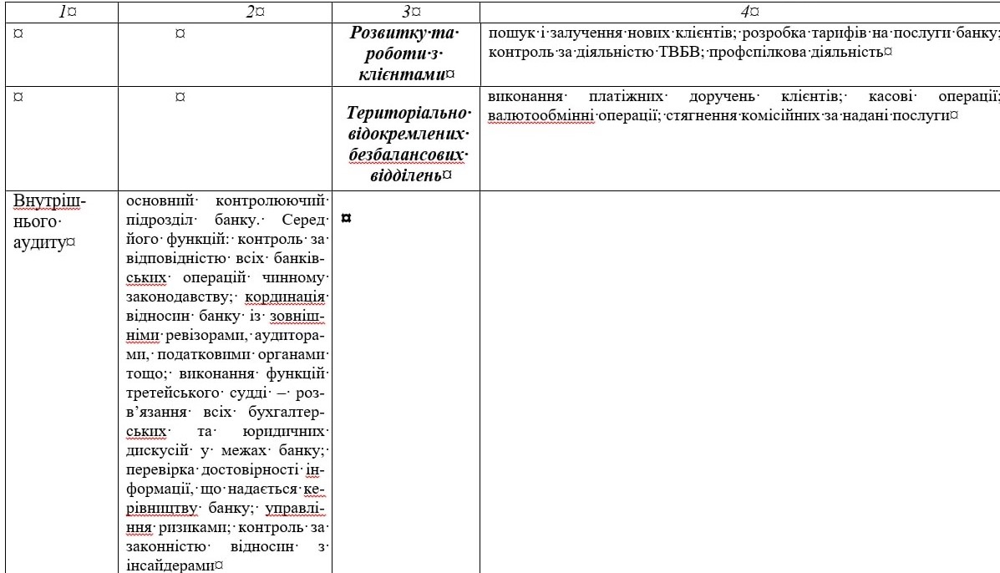 1¤ 2¤ 3¤ 4¤
¤ ¤ Розвитку·та·
роботи·з·
клієнтами¤
пошук·і·залучення·нових·клієнтів;·розробка·тарифів·на·послуги·банку;
контроль·за·діяльністю·ТВБВ;·профспілкова·діяльність¤
¤ ¤ Територіально·
відокремлених·
безбалансових·
відділень¤
виконання· платіжних· доручень· клієнтів;· касові· операції;
валютообмінні·операції;·стягнення·комісійних·за·надані·послуги¤
Внутріш-
нього·
аудиту¤
основний· контролюючий·
підрозділ· банку.· Серед·
його·функцій:·контроль·за·
відповідністю·всіх·банків-
ських· операцій· чинному·
законодавству;· кординація·
відносин· банку· із· зовніш-
німи·ревізорами,·аудитора-
ми,·податковими·органами·
тощо;· виконання· функцій·
третейського· судді· –· роз-
в’язання· всіх· бухгалтер-
ських· та· юридичних·
дискусій· у· межах· банку;·
перевірка·достовірності·ін-
формації,·що·надається·ке-
рівництву· банку;· управлі-
ння·ризиками;·контроль·за·
законністю· відносин· з·
інсайдерами¤
¤